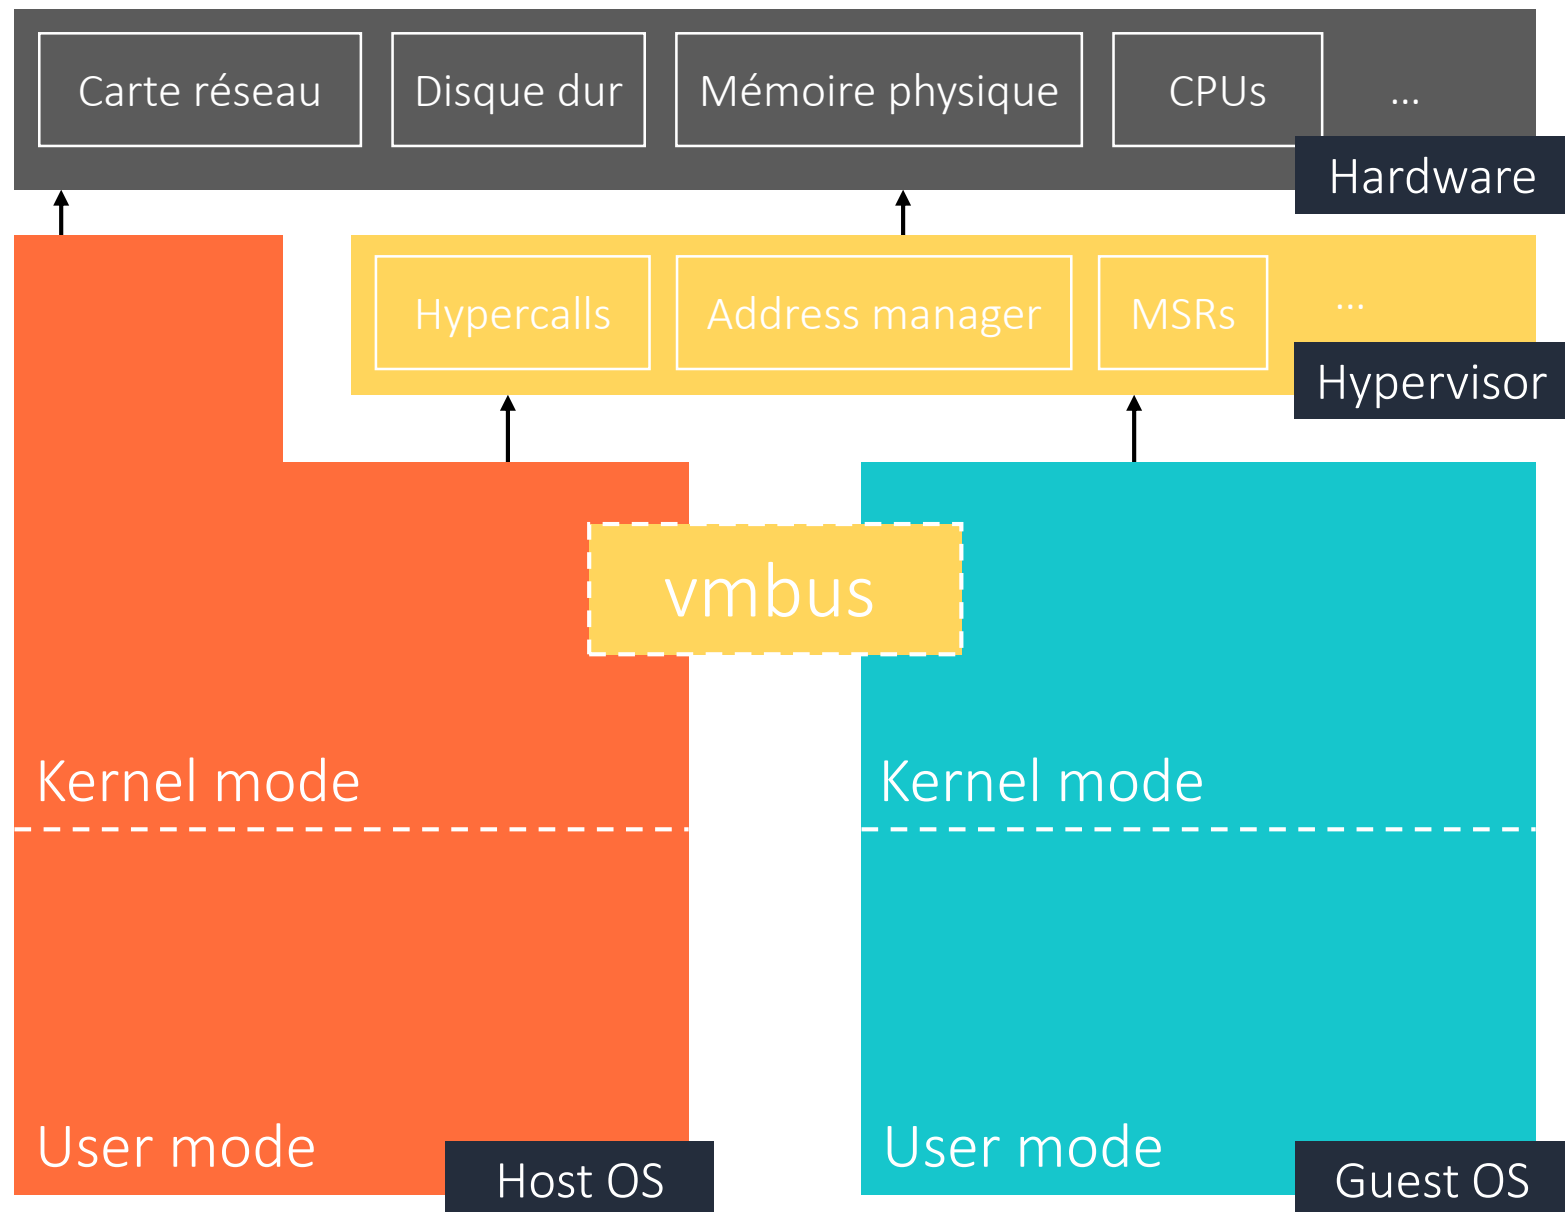 Carte réseau
Disque dur
Mémoire physique
CPUs
...
Hardware
Hypercalls
Address manager
MSRs
...
Hypervisor
vmbus
Kernel mode
Kernel mode
User mode
User mode
Host OS
Guest OS